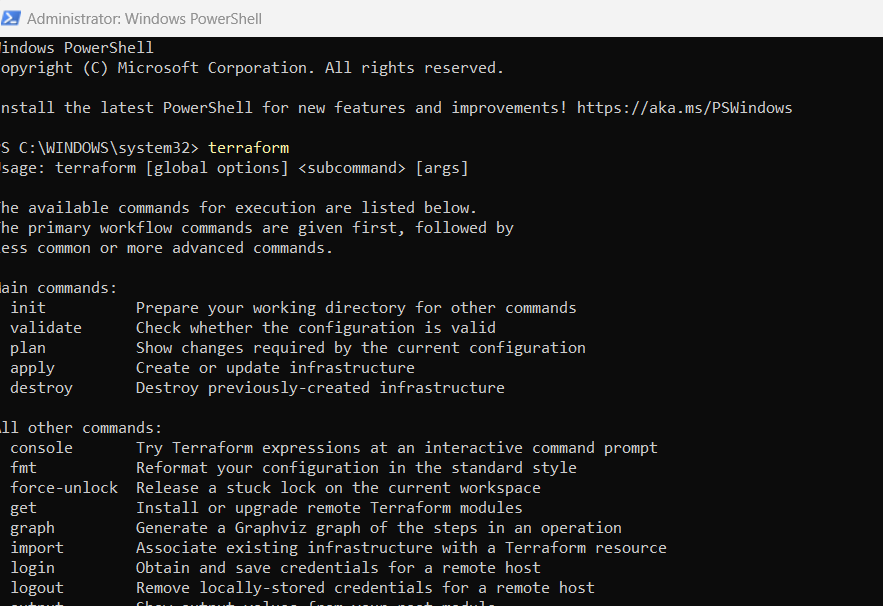 Administrator: Windows PowerShell
indows PowerShell
opyright (C) Microsoft Corporation. All rights reserved.
nstall the latest PowerShell for new features and improvements! https://aka.ms/PSWindows
S C:\WINDOWS\system32> terraform
sage: terraform [global options] <subcommand> [args]
he available commands for execution are listed below.
he primary workflow commands are given first, followed by
ess common or more advanced commands.
ain commands:
init Prepare your working directory for other commands
validate Check whether the configuration is valid
plan Show changes required by the current configuration
apply Create or update infrastructure
destroy Destroy previously-created infrastructure
ll other commands:
console Try Terraform expressions at an interactive command prompt
fmt Reformat your configuration in the standard style
force-unlock Release a stuck lock on the current workspace
get Install or upgrade remote Terraform modules
graph Generate a Graphviz graph of the steps in an operation
import Associate existing infrastructure with a Terraform resource
login Obtain and save credentials for a remote host
logout Remove locally-stored credentials for a remote host
output Show output values from your root module